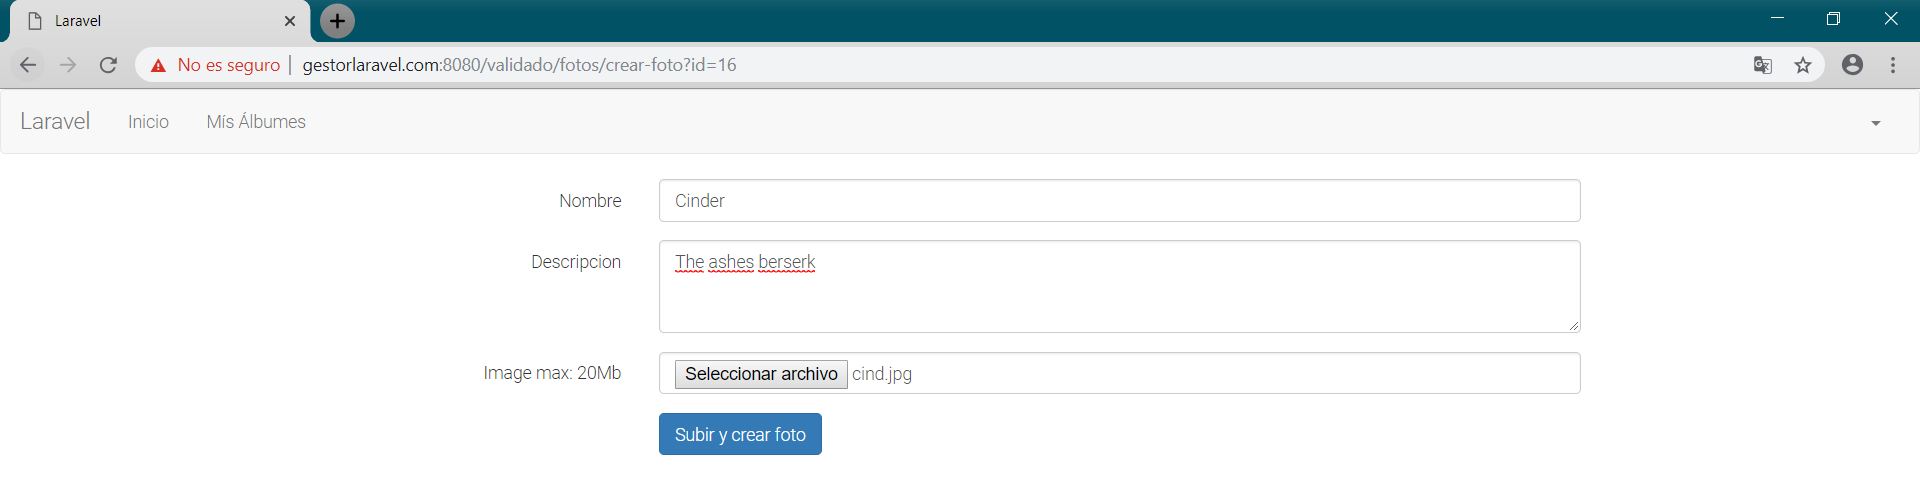 Laravel
No es seguro | gestorlaravel.com:8080/validado/fotos/crear-foto?id=16
Laravel Inicio Mís Álbumes
Nombre Cinder
Descripcion The ashes berserk
Image max: 20Mb Seleccionar archivo cind.jpg
Subir y crear foto